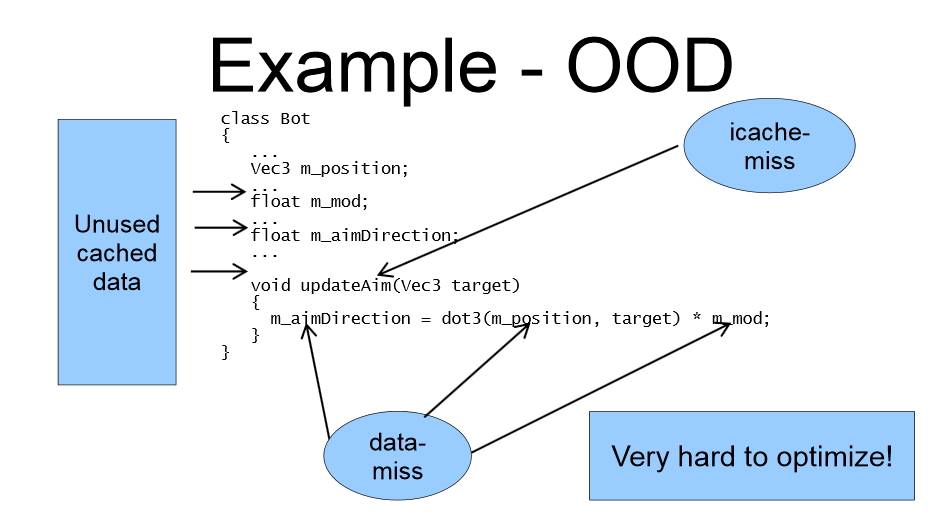 Example - OOD
class Bot
{
...
Vec3 m_position;
...
float m_mod;
...
float m_aimDirection;
...
void updateAim(Vec3 target)
{
m_aimDirection = dot3(m_position, target) * m_mod;
}
}
Unused
cached
data
icache-
miss
data-
miss
Very hard to optimize!